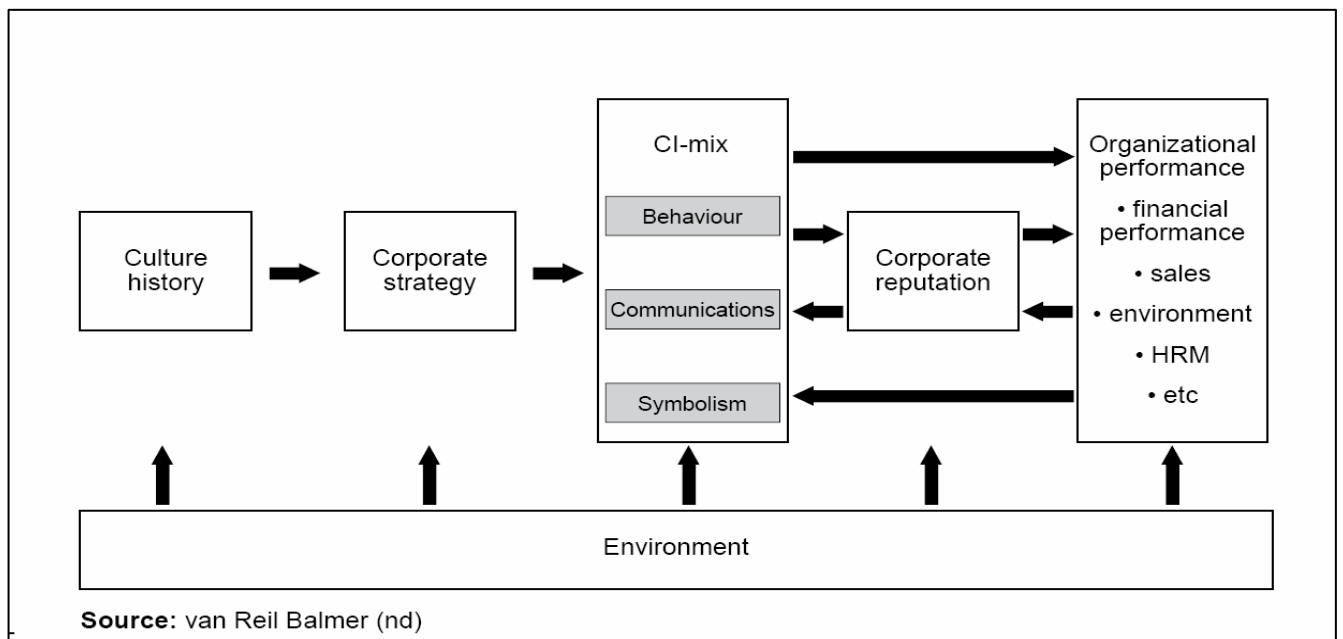 Culture
history
Corporate
strategy
CI-mix
Behaviour
Communications
Symbolism
Corporate
reputation
Organizational
performance
• financial
performance
• sales
• environment
• HRM
• etc
Environment
Source: van Reil Balmer (nd)